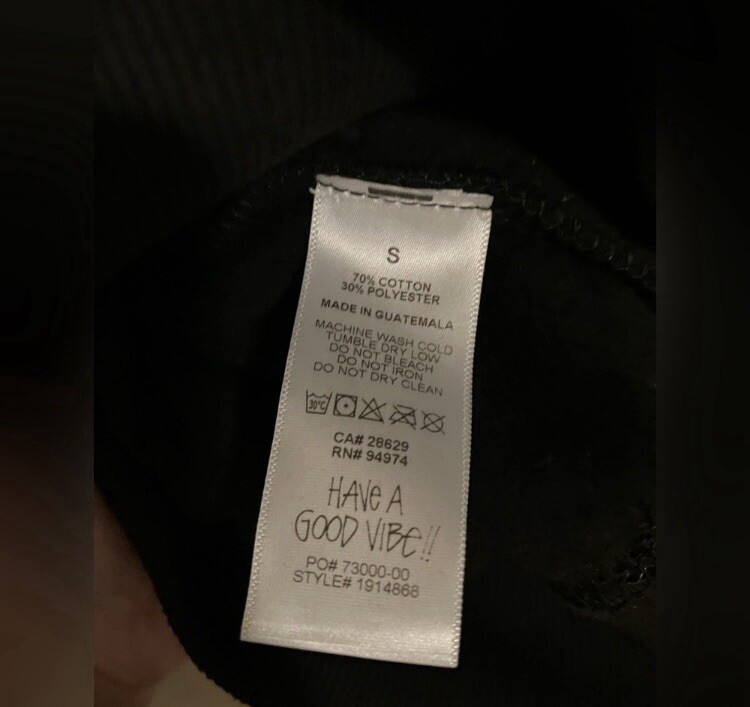 S
70% COTTON
30% POLYESTER
MADE IN GUATEMALA
MACHINE WASH COLD
TUMBLE DRY LOW
DO NOT BLEACH
DO NOT IRON
DO NOT DRY CLEAN
30°C
CA# 28629
RN# 94974
HAVE A
GOOD VIBE!!
PO# 73000-00
STYLE# 1914868